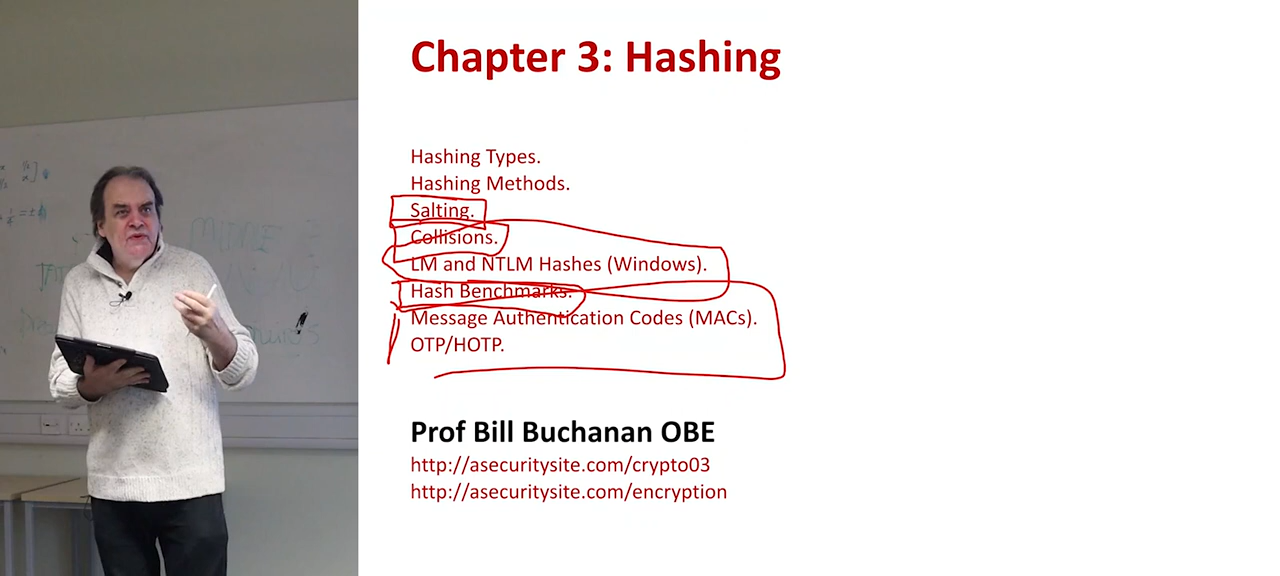 Chapter 3: Hashing
Hashing Types.
Hashing Methods.
Salting.
Collisions.
LM and NTLM Hashes (Windows).
Hash Benchmarks.
Message Authentication Codes (MACs).
OTP/HOTP.
Prof Bill Buchanan OBE
http://asecuritysite.com/crypto03
http://asecuritysite.com/encryption